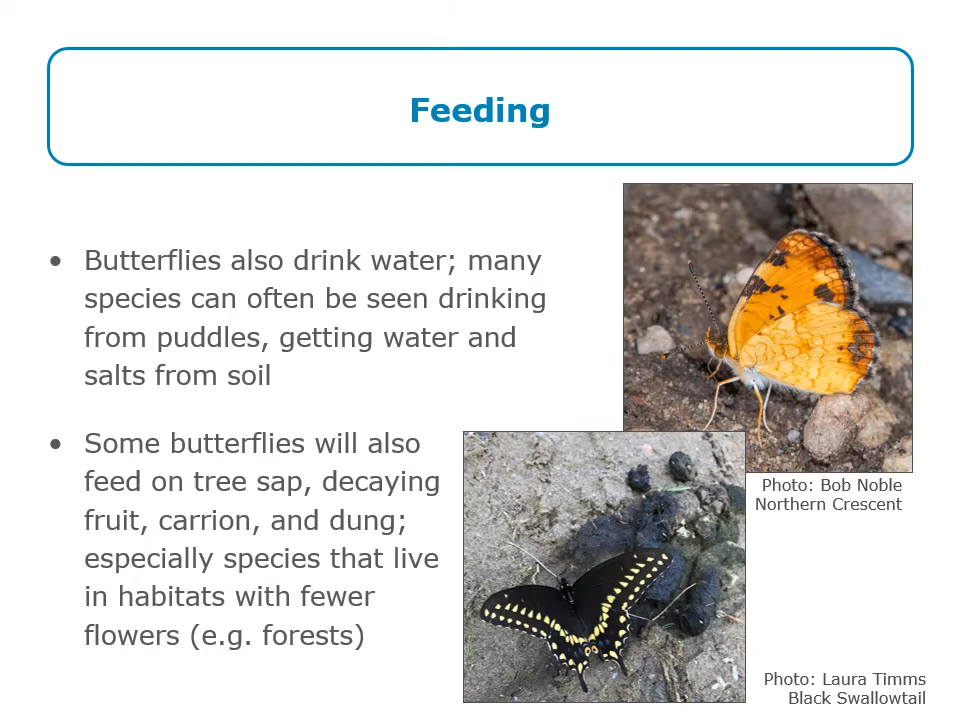 Feeding
• Butterflies also drink water; many
species can often be seen drinking
from puddles, getting water and
salts from soil
• Some butterflies will also
feed on tree sap, decaying
fruit, carrion, and dung;
especially species that live
in habitats with fewer
flowers (e.g. forests)
Photo: Bob Noble
Northern Crescent
Photo: Laura Timms
Black Swallowtail